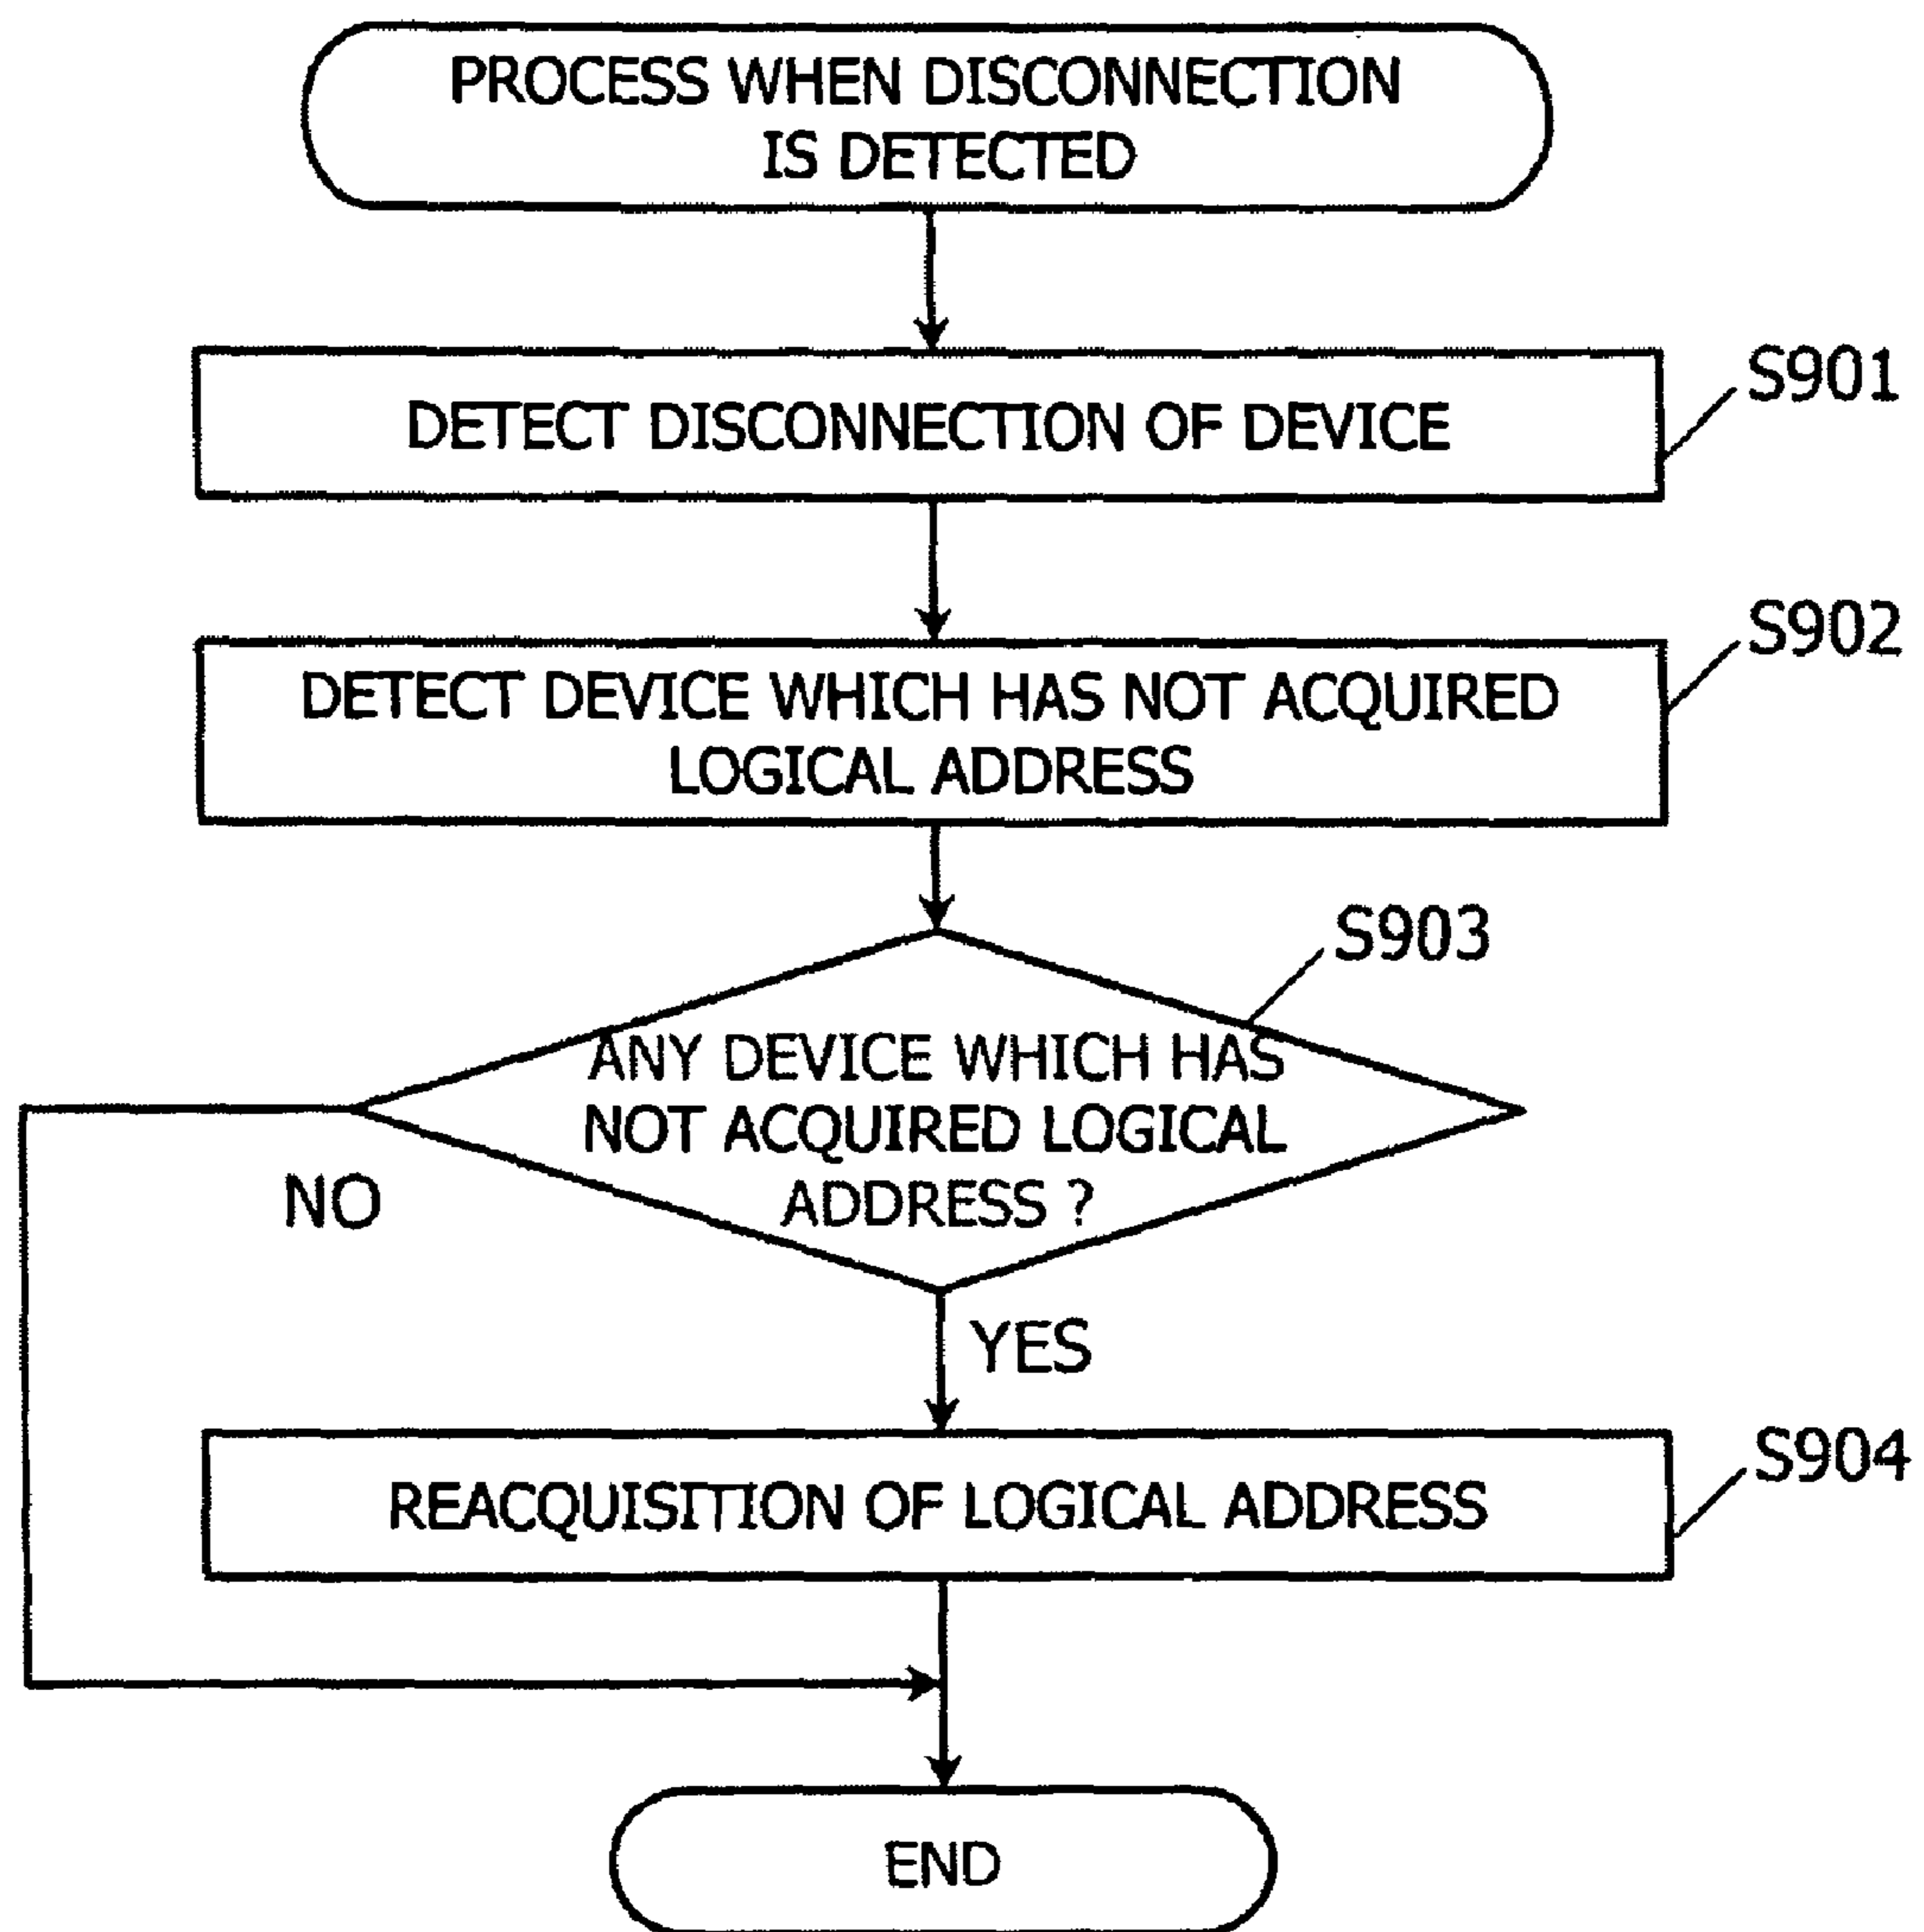 PROCESS WHEN DISCONNECTION
IS DETECTED
S901
DETECT DISCONNECTION OF DEVICE
S902
DETECT DEVICE WHICH HAS NOT ACQUIRED
LOGICAL ADDRESS
S903
ANY DEVICE WHICH HAS
NOT ACQUIRED LOGICAL
ADDRESS ?
NO
YES
S904
REACQUISITION OF LOGICAL ADDRESS
END